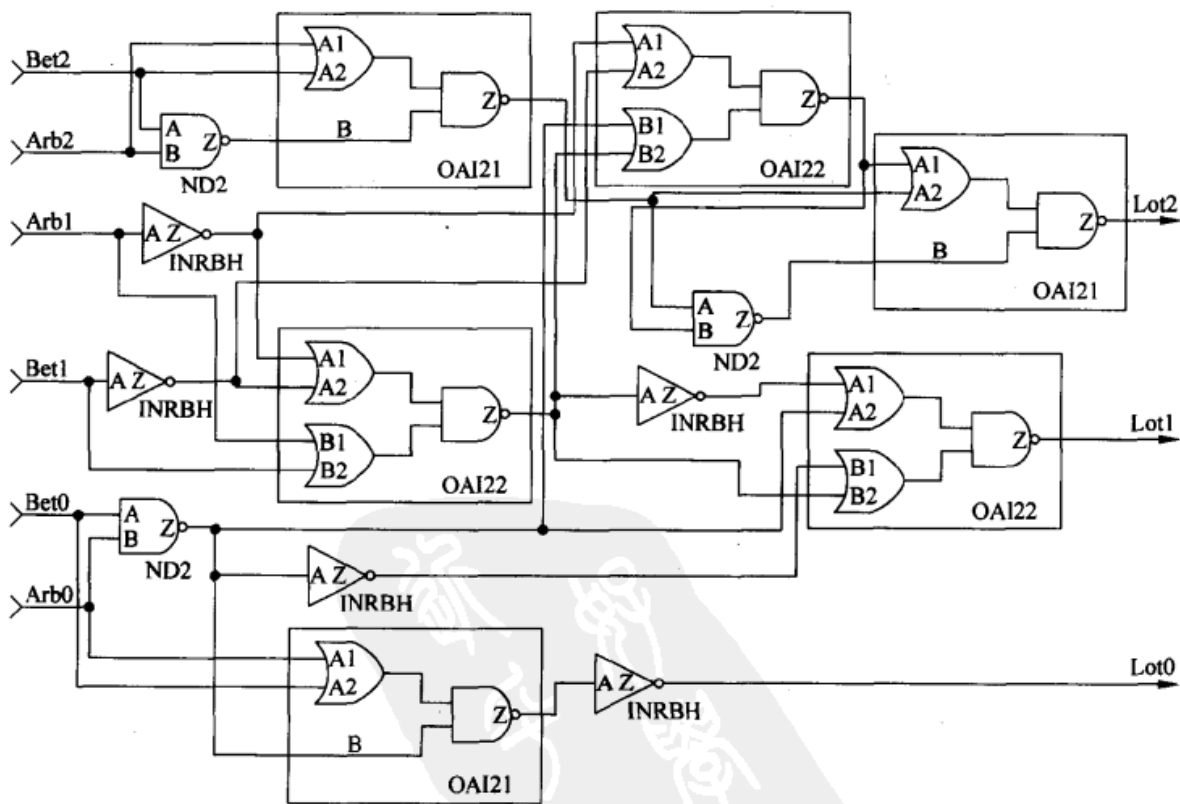 Bet2
Arb2
Arb1
Bet1
Bet0
Arb0
A1
A2
Z
B
OAI21
A
B
Z
ND2
A1
A2
B1
B2
Z
OAI22
A1
A2
Z
B
OAI21
Lot2
A
B
Z
ND2
A Z
INRBH
A Z
INRBH
A1
A2
B1
B2
Z
OAI22
A Z
INRBH
A1
A2
B1
B2
Z
OAI22
Lot1
A
B
Z
ND2
A Z
INRBH
A1
A2
Z
B
OAI21
A Z
INRBH
Lot0